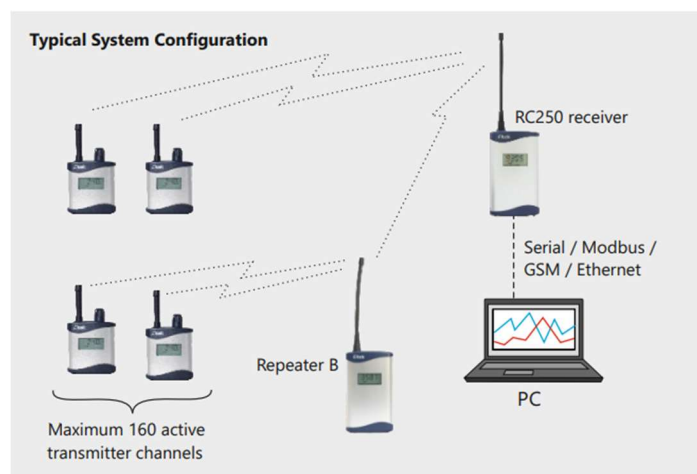 Typical System Configuration
RC250 receiver
Serial / Modbus /
GSM / Ethernet
Repeater B
PC
Maximum 160 active
transmitter channels